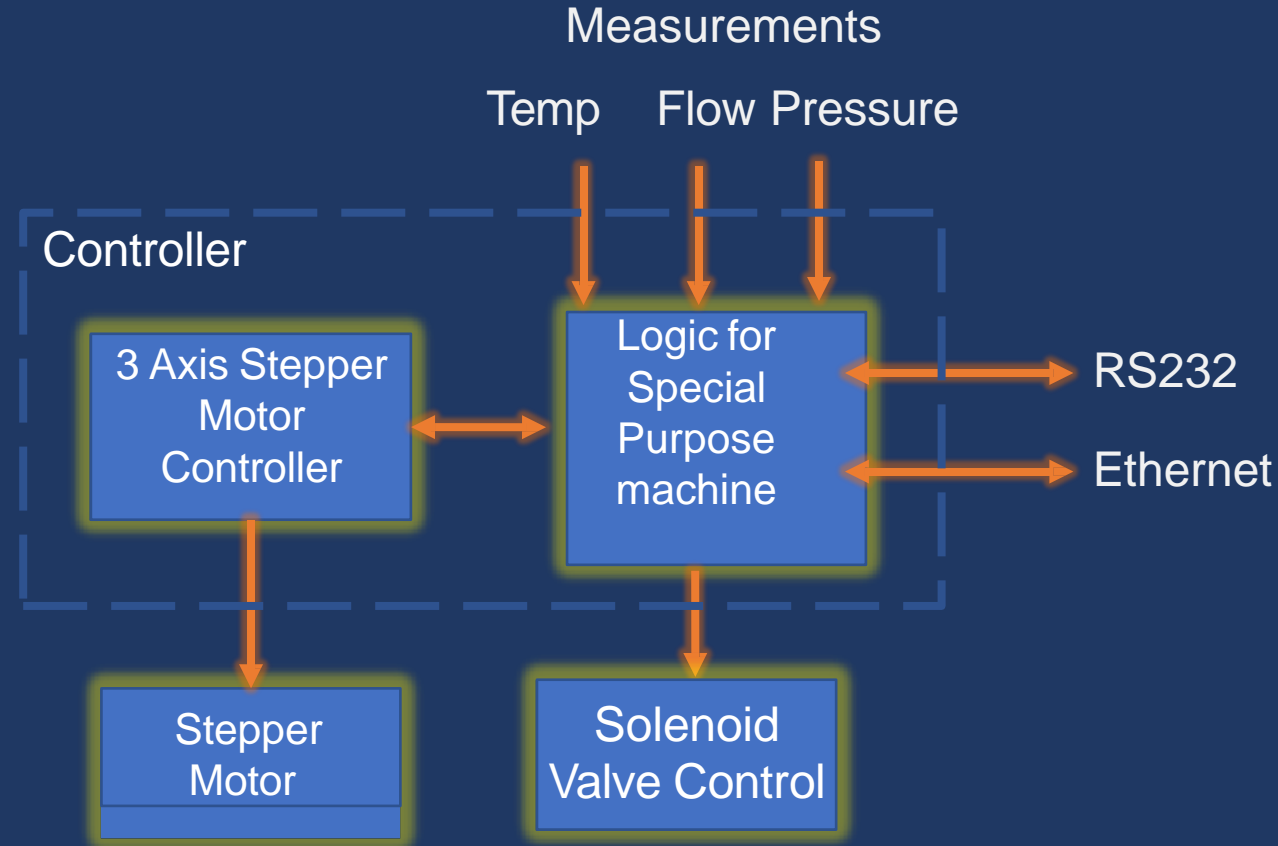 Measurements
Temp Flow Pressure
Controller
3 Axis Stepper
Motor
Controller
Logic for
Special
Purpose
machine
RS232
Ethernet
Stepper
Motor
Solenoid
Valve Control